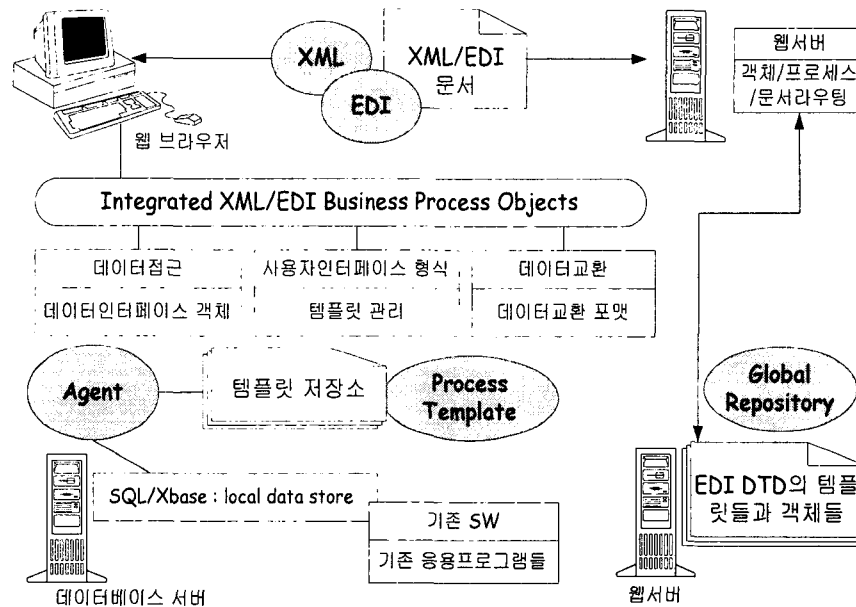 XML
EDI
XML/EDI
문서
웹서버
객체/프로세스
/문서라우팅
웹 브라우저
Integrated XML/EDI Business Process Objects
데이터접근
데이터인터페이스 객체
사용자인터페이스 형식
템플릿 관리
데이터교환
데이터교환 포맷
Agent
템플릿 저장소
Process
Template
Global
Repository
SQL/Xbase : local data store
기존 SW
기존 응용프로그램들
데이터베이스 서버
EDI DTD의 템플
릿들과 객체들
웹서버